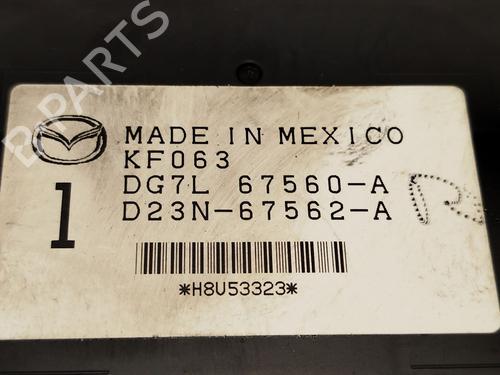 B-PARTS
MADE IN MEXICO
KF063
1
DG7L 67560-A
D23N-67562-A
*H8U53323*